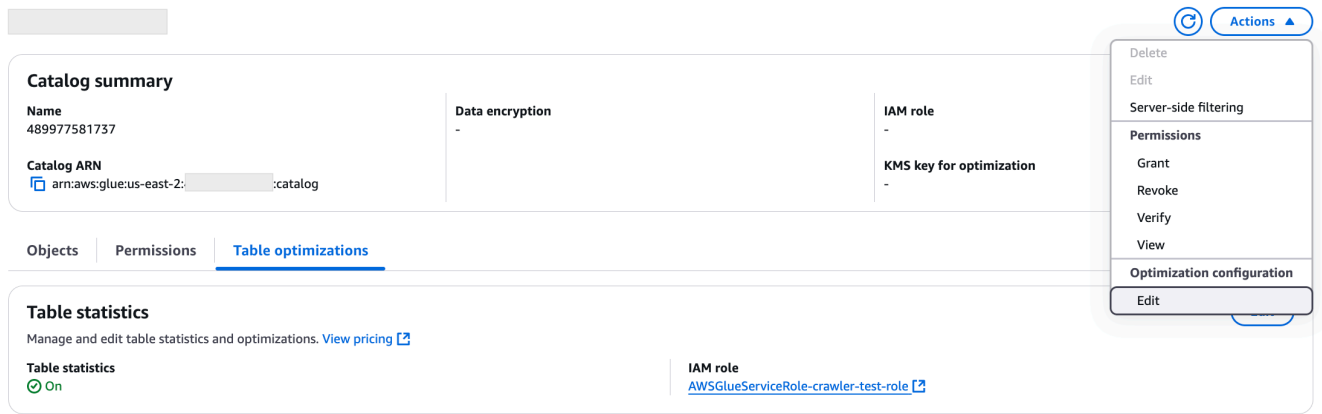 Actions
Delete
Edit
Server-side filtering
Permissions
Grant
Revoke
Verify
View
Optimization configuration
Edit
Catalog summary
Name
489977581737
Data encryption
-
IAM role
-
Catalog ARN
arn:aws:glue:us-east-2: :catalog
KMS key for optimization
-
Objects
Permissions
Table optimizations
Table statistics
Manage and edit table statistics and optimizations. View pricing
Table statistics
On
IAM role
AWSGlueServiceRole-crawler-test-role